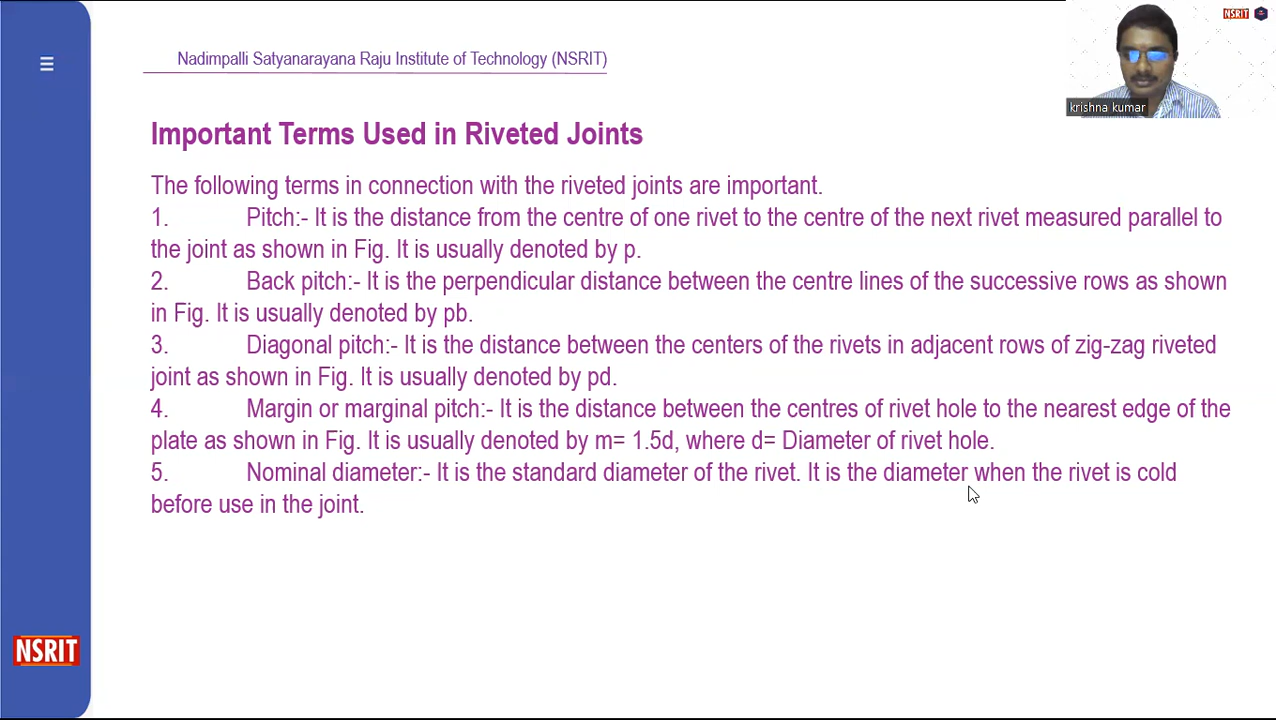 NSRIT
Nadimpalli Satyanarayana Raju Institute of Technology (NSRIT)
krishna kumar
Important Terms Used in Riveted Joints
The following terms in connection with the riveted joints are important.
1. Pitch:- It is the distance from the centre of one rivet to the centre of the next rivet measured parallel to
the joint as shown in Fig. It is usually denoted by p.
2. Back pitch:- It is the perpendicular distance between the centre lines of the successive rows as shown
in Fig. It is usually denoted by pb.
3. Diagonal pitch:- It is the distance between the centers of the rivets in adjacent rows of zig-zag riveted
joint as shown in Fig. It is usually denoted by pd.
4. Margin or marginal pitch:- It is the distance between the centres of rivet hole to the nearest edge of the
plate as shown in Fig. It is usually denoted by m= 1.5d, where d= Diameter of rivet hole.
5. Nominal diameter:- It is the standard diameter of the rivet. It is the diameter when the rivet is cold
before use in the joint.
NSRIT